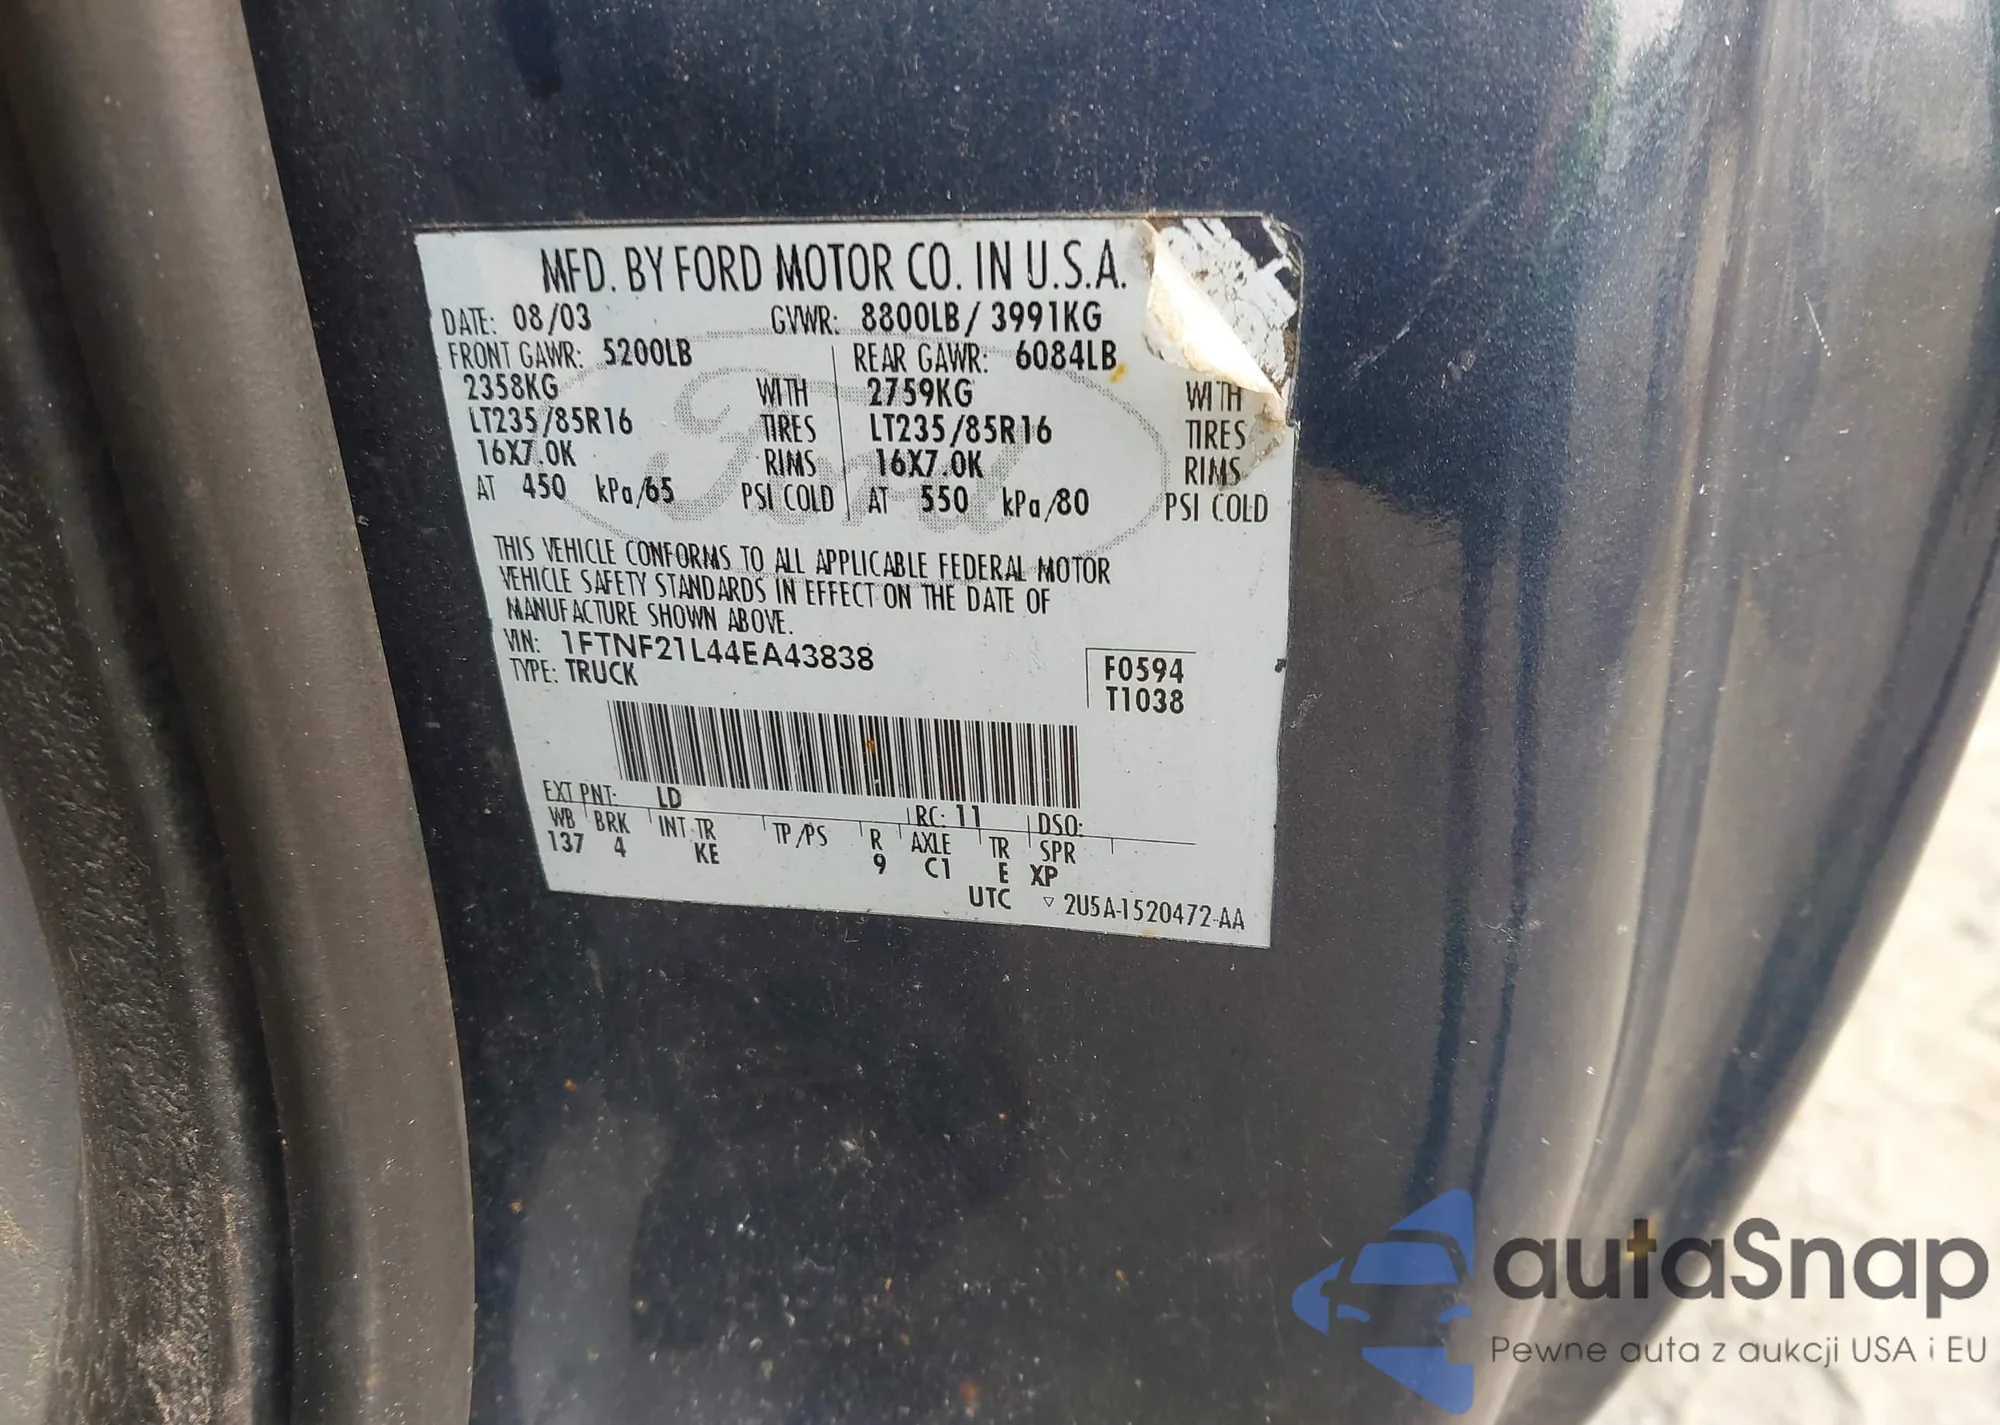 MFD. BY FORD MOTOR CO. IN U.S.A.
DATE: 08/03 GVWR: 8800LB / 3991KG
FRONT GAWR: 5200LB REAR GAWR: 6084LB
2358KG WITH 2759KG WITH
LT235/85R16 TIRES LT235/85R16 TIRES
16X7.0K RIMS 16X7.0K RIMS
AT 450 kPa/65 PSI COLD AT 550 kPa/80 PSI COLD
Ford
THIS VEHICLE CONFORMS TO ALL APPLICABLE FEDERAL MOTOR
VEHICLE SAFETY STANDARDS IN EFFECT ON THE DATE OF
MANUFACTURE SHOWN ABOVE.
VIN: 1FTNF21L44EA43838
TYPE: TRUCK
F0594
T1038
EXT PNT: LD RC: 11 DSO:
WB BRK INT TR TP/PS R AXLE TR SPR
137 4 KE 9 C1 E XP
UTC ▽ 2U5A-1520472-AA
autaSnap
Pewne auta z aukcji USA i EU